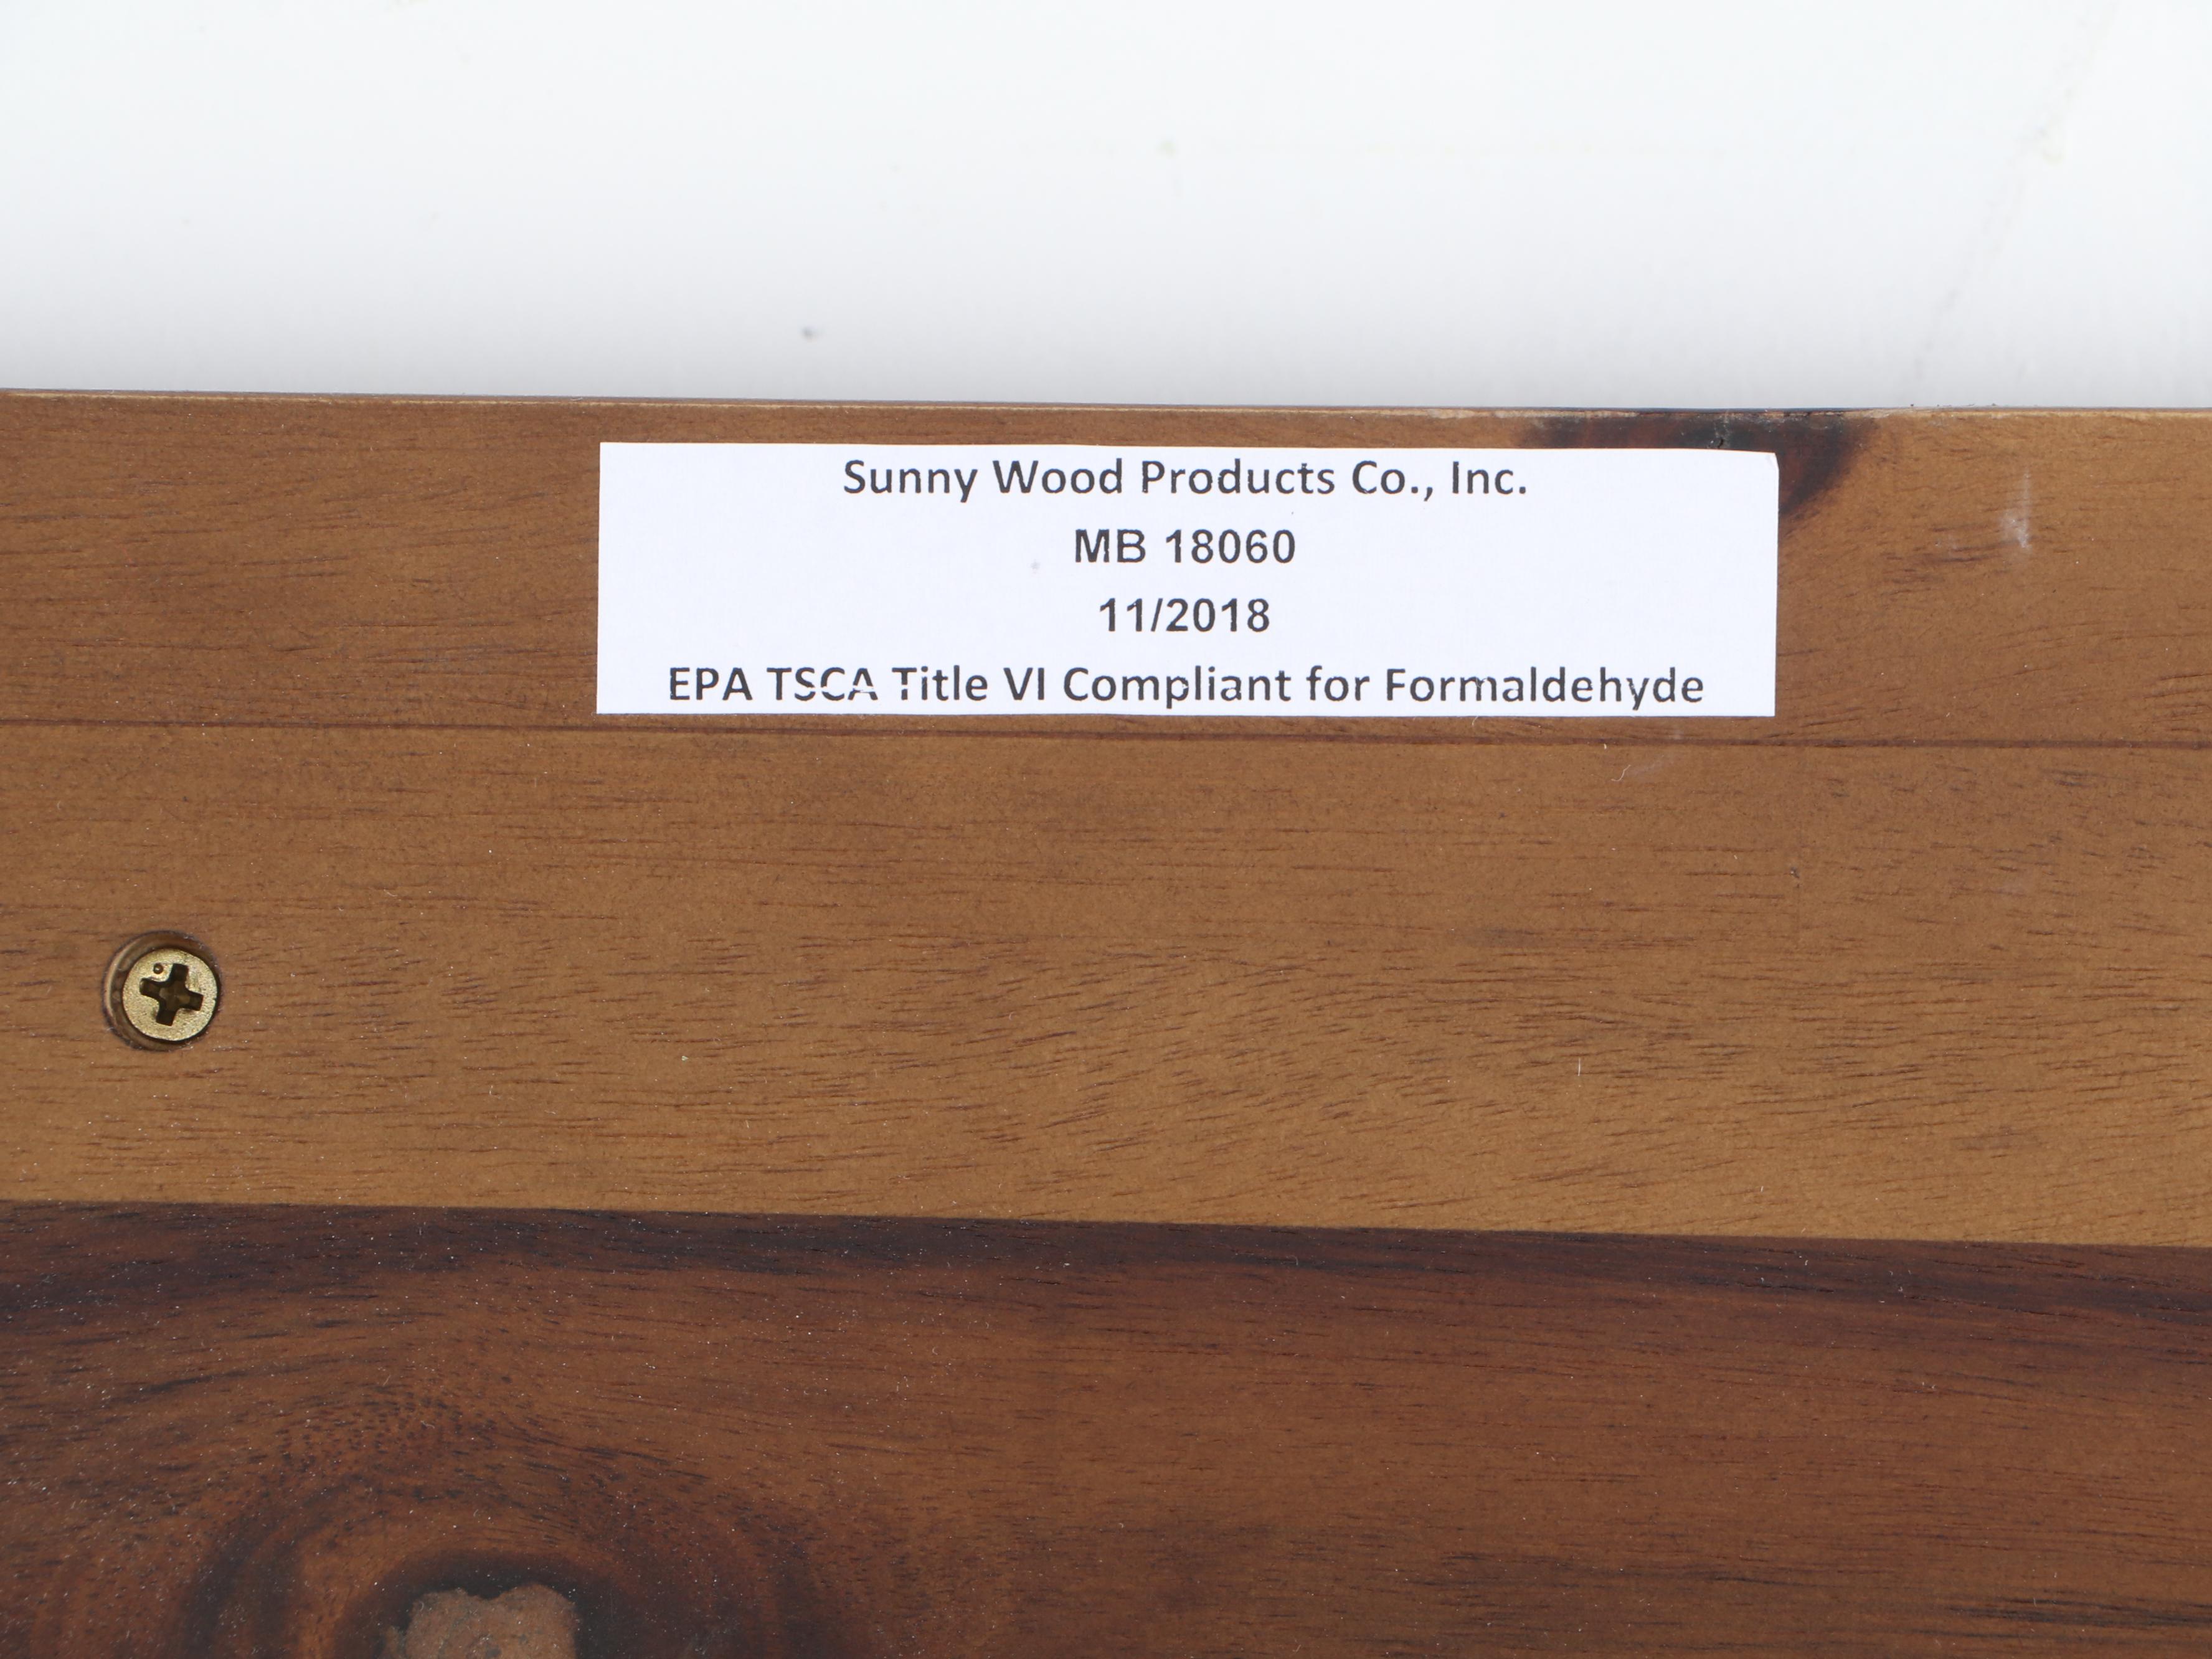 Sunny Wood Products Co., Inc.
MB 18060
11/2018
EPA TSCA Title VI Compliant for Formaldehyde